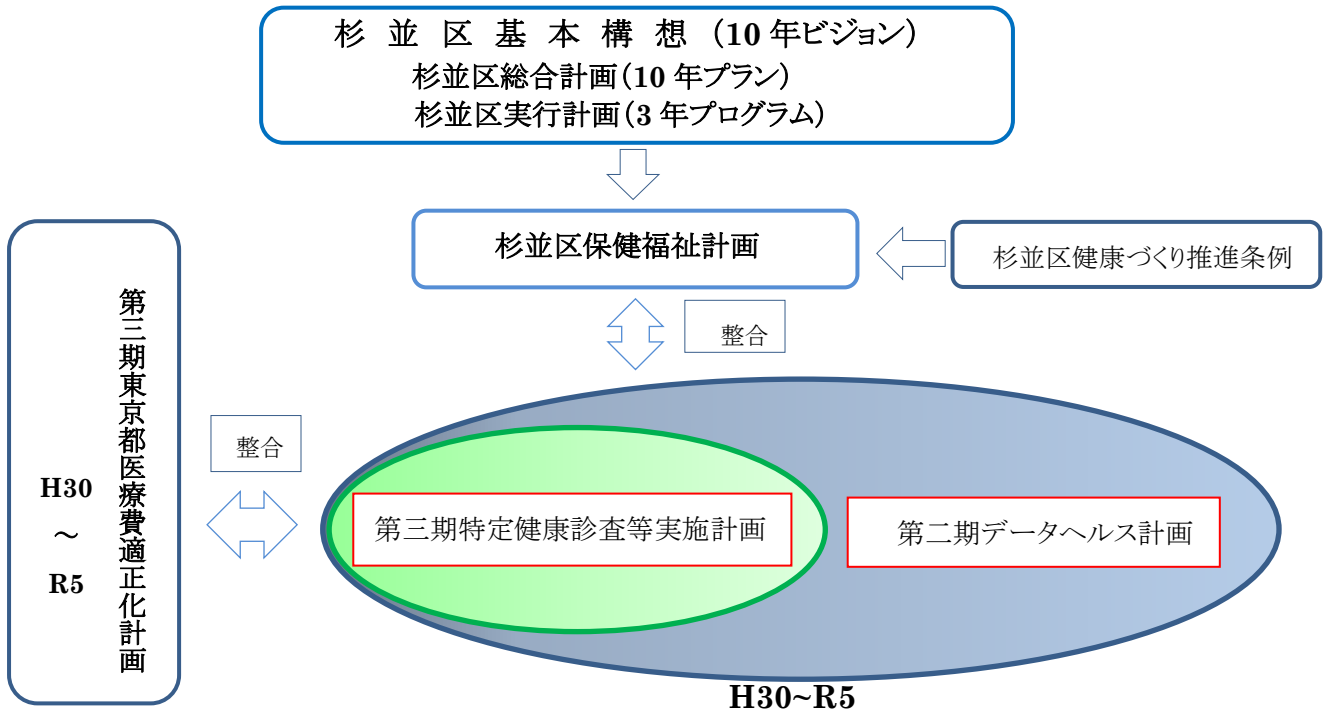 杉並区基本構想(10年ビジョン)
杉並区総合計画(10年プラン)
杉並区実行計画(3年プログラム)
杉並区保健福祉計画
杉並区健康づくり推進条例
整合
第三期東京都医療費適正化計画
H30
～
R5
整合
第三期特定健康診査等実施計画
第二期データヘルス計画
H30~R5